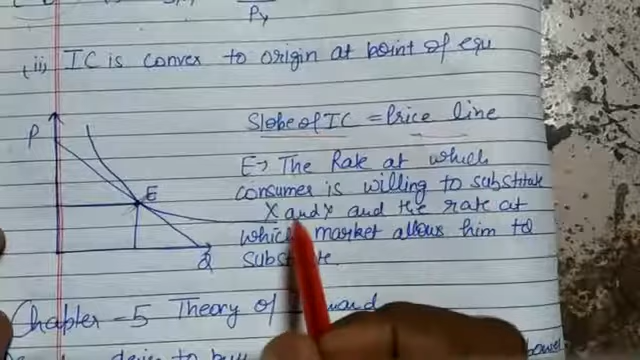 Py
(ii) IC is convex to origin at point of equ
Slope of IC = Price line
P
E → The Rate at which
consumer is willing to substitute
E
X and Y and the rate at
which market allows him to
Q
substitute
Chapter - 5 Theory of